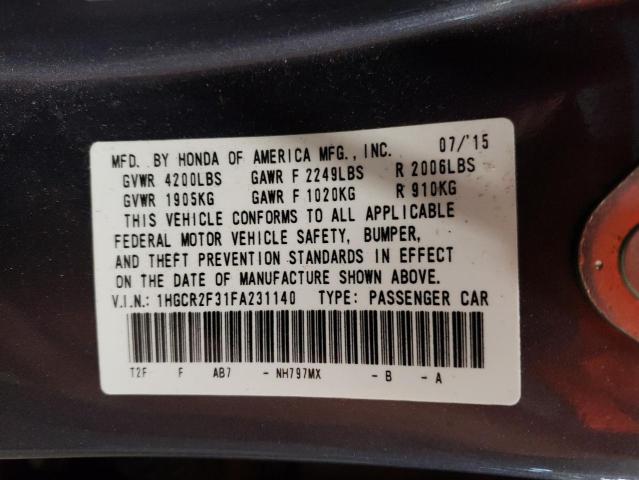 MFD. BY HONDA OF AMERICA MFG., INC. 07/'15
GVWR 4200LBS GAWR F 2249LBS R 2006LBS
GVWR 1905KG GAWR F 1020KG R 910KG
THIS VEHICLE CONFORMS TO ALL APPLICABLE
FEDERAL MOTOR VEHICLE SAFETY, BUMPER,
AND THEFT PREVENTION STANDARDS IN EFFECT
ON THE DATE OF MANUFACTURE SHOWN ABOVE.
V.I.N.: 1HGCR2F31FA231140 TYPE: PASSENGER CAR
T2F F AB7 - NH797MX - B - A